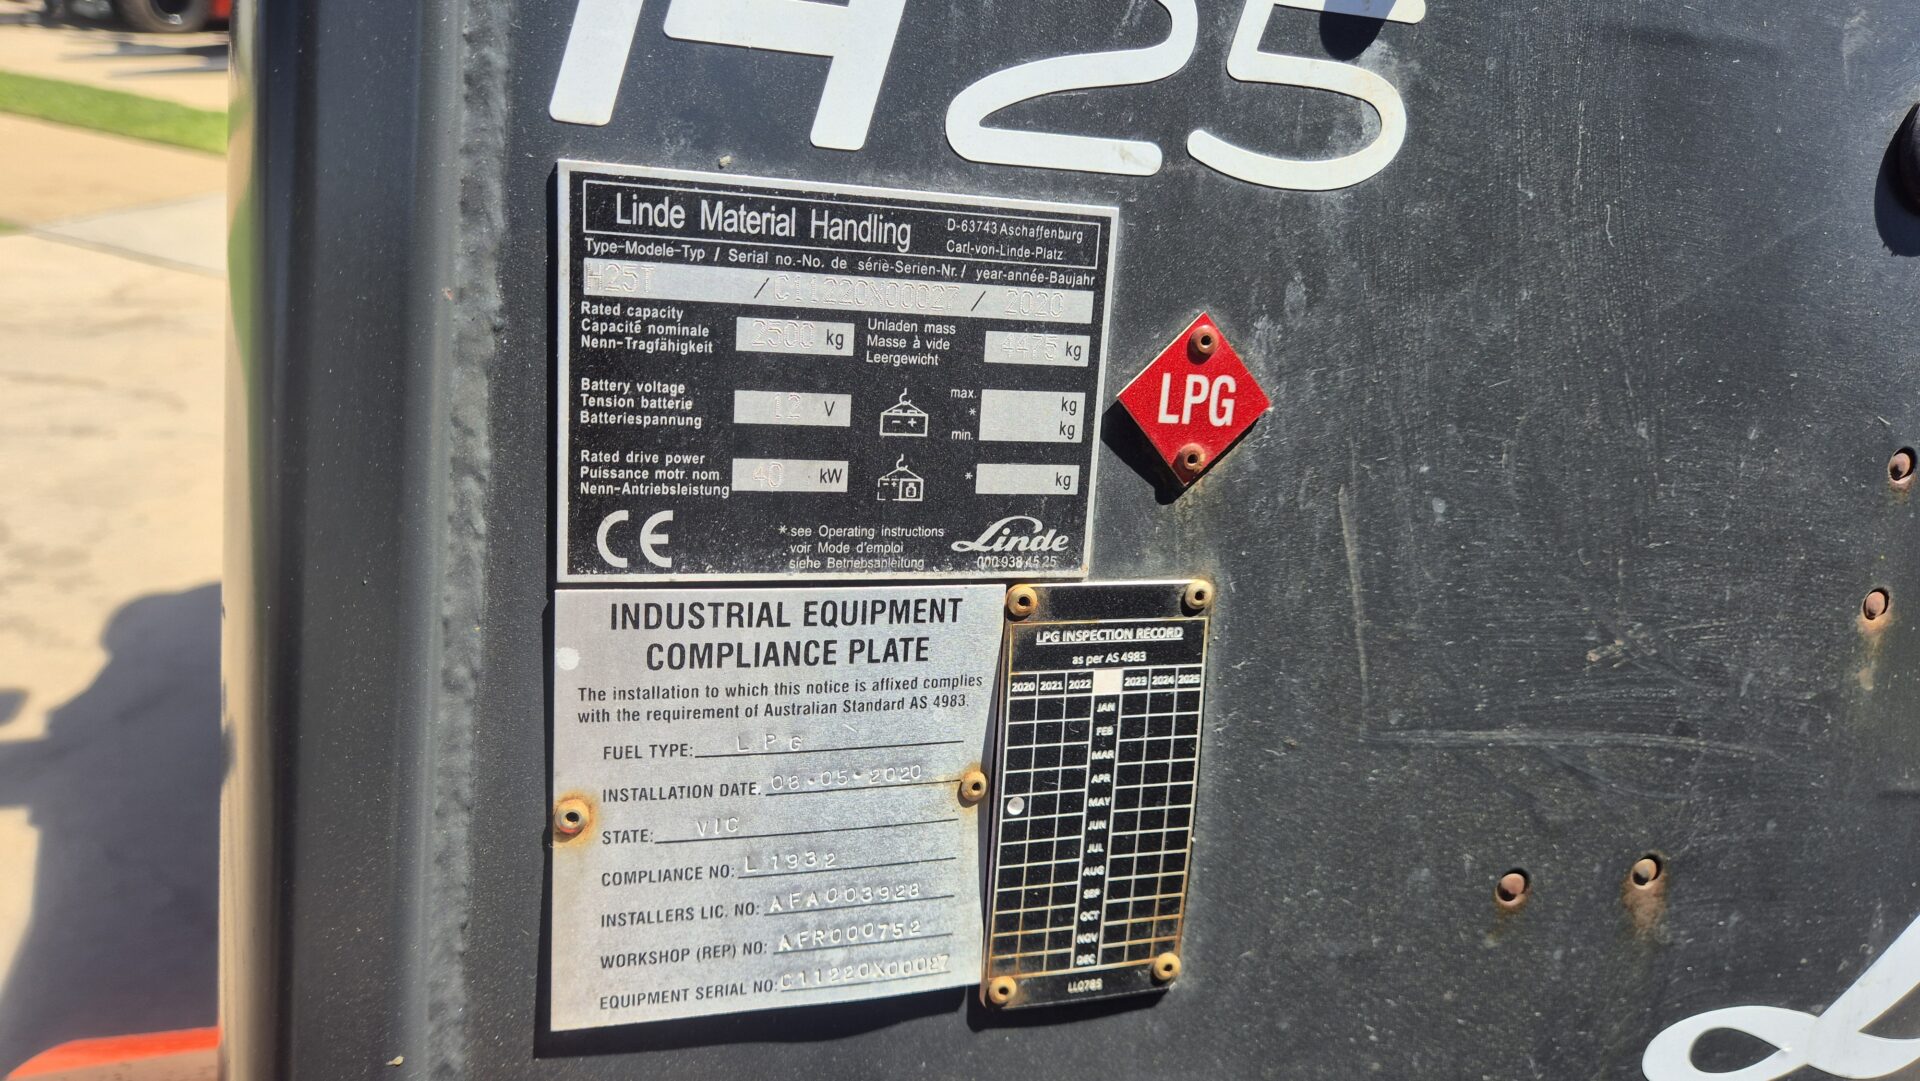 H25
Linde Material Handling
D-63743 Aschaffenburg
Carl-von-Linde-Platz
Type-Modele-Typ / Serial no.-No. de série-Serien-Nr. / year-année-Baujahr
H25T / C11220X00027 / 2020
Rated capacity
Capacité nominale
Nenn-Tragfähigkeit
2500 kg
Unladen mass
Masse à vide
Leergewicht
4475 kg
Battery voltage
Tension batterie
Batteriespannung
12 V
- +
max. kg
*
min. kg
Rated drive power
Puissance motr. nom.
Nenn-Antriebsleistung
40 kW
- +
* kg
CE
* see Operating instructions
voir Mode d'emploi
siehe Betriebsanleitung
Linde
000 938 45 25
LPG
INDUSTRIAL EQUIPMENT
COMPLIANCE PLATE
The installation to which this notice is affixed complies
with the requirement of Australian Standard AS 4983.
FUEL TYPE: LPG
INSTALLATION DATE. 08-05-2020
STATE: VIC
COMPLIANCE NO: L1932
INSTALLERS LIC. NO: AFA003928
WORKSHOP (REP) NO: AFR000752
EQUIPMENT SERIAL NO: C11220X00027
LPG INSPECTION RECORD
as per AS 4983
2020 2021 2022 2023 2024 2025
JAN
FEB
MAR
APR
MAY
JUN
JUL
AUG
SEP
OCT
NOV
DEC